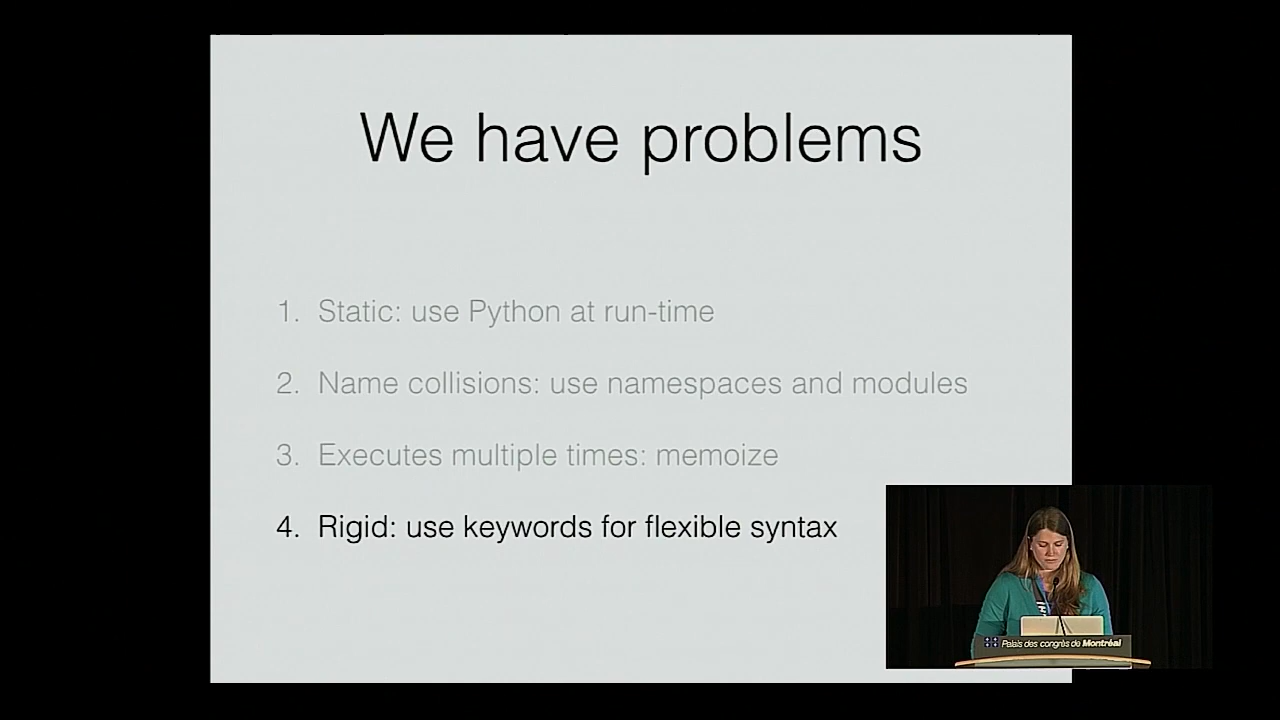 We have problems
1. Static: use Python at run-time
2. Name collisions: use namespaces and modules
3. Executes multiple times: memoize
4. Rigid: use keywords for flexible syntax
Palais des congrès de Montréal